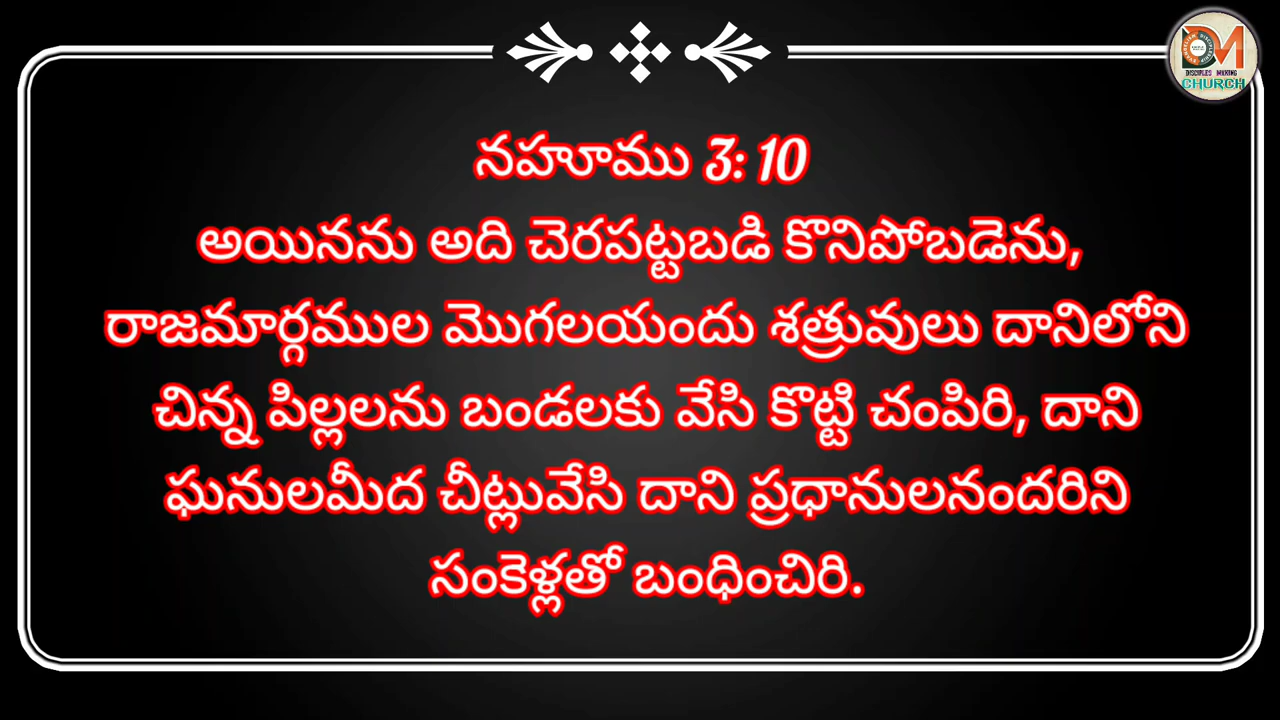 DM
DISCIPLES MAKING
CHURCH
నహూము 3: 10
అయినను అది చెరపట్టబడి కొనిపోబడెను,
రాజమార్గముల మొగలయందు శత్రువులు దానిలోని
చిన్న పిల్లలను బండలకు వేసి కొట్టి చంపిరి, దాని
ఘనులమీద చీట్లువేసి దాని ప్రధానులనందరిని
సంకెళ్లతో బంధించిరి.